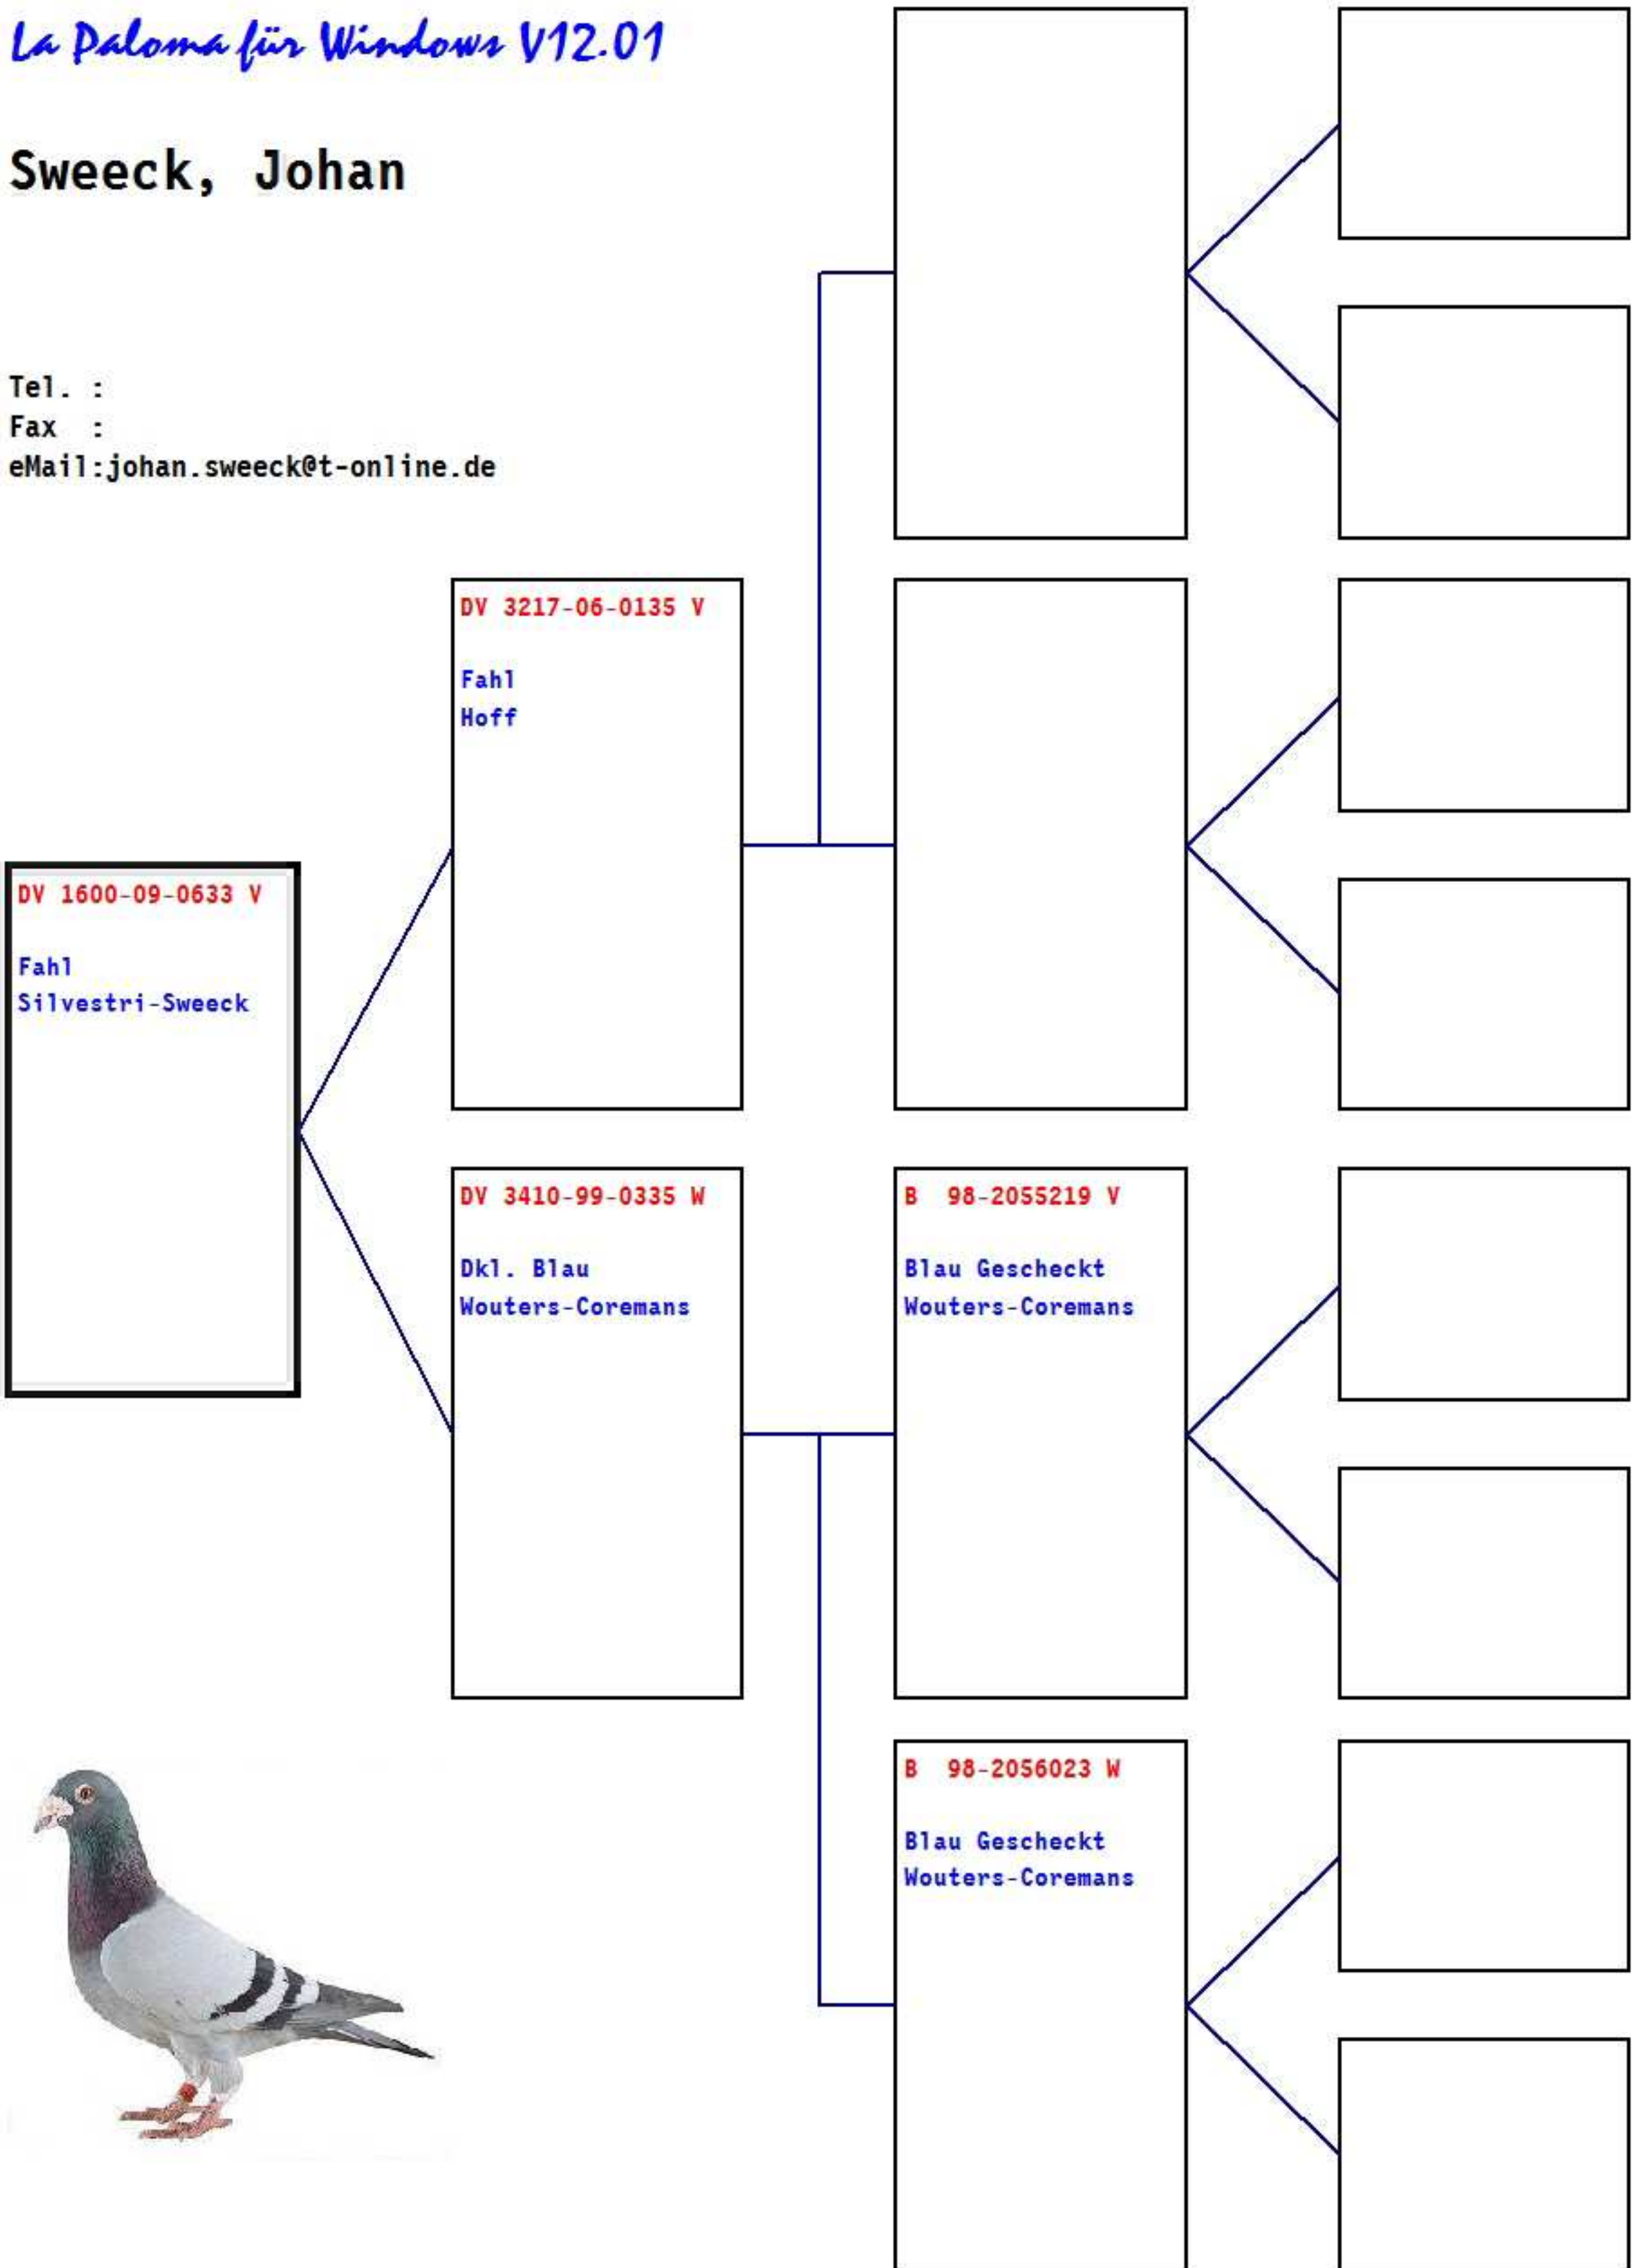 La Paloma für Windows V12.01
Sweeck, Johan
Tel. :
Fax  :
eMail:johan.sweeck@t-online.de
DV 1600-09-0633 V
Fahl
Silvestri-Sweeck
DV 3217-06-0135 V
Fahl
Hoff
DV 3410-99-0335 W
Dkl. Blau
Wouters-Coremans
B  98-2055219 V
Blau Gescheckt
Wouters-Coremans
B  98-2056023 W
Blau Gescheckt
Wouters-Coremans